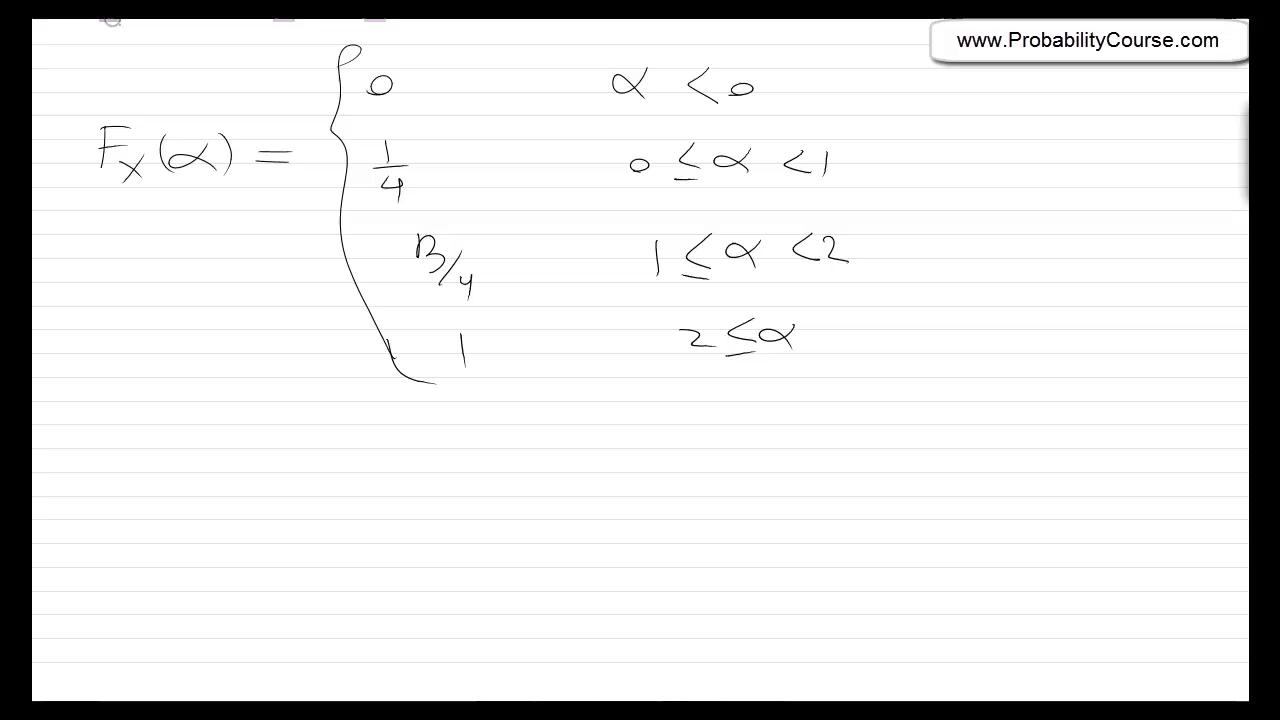 www.ProbabilityCourse.com
0 α < 0
F_X(α) = 1/4 0 ≤ α < 1
3/4 1 ≤ α < 2
1 2 ≤ α